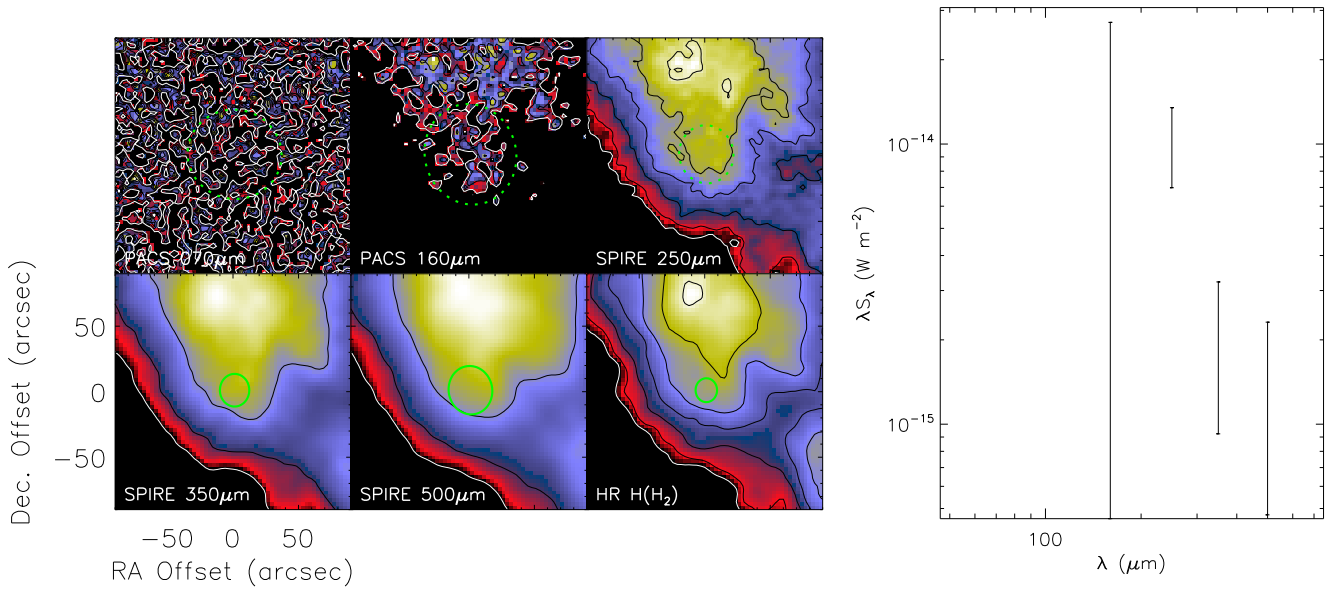 PACS 070μm
PACS 160μm
SPIRE 250μm
SPIRE 350μm
SPIRE 500μm
HR H(H₂)
50
0
−50
Dec. Offset (arcsec)
−50 0 50
RA Offset (arcsec)
10⁻¹⁴
10⁻¹⁵
λS_λ (W m⁻²)
100
λ (μm)